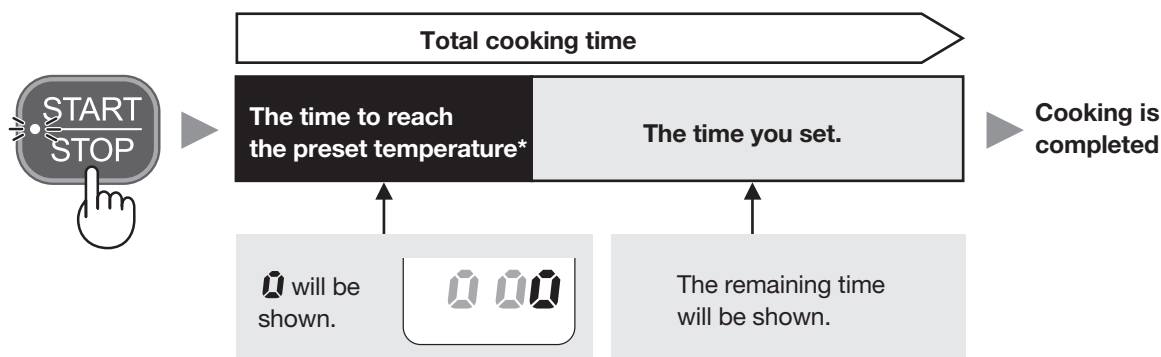 Total cooking time
START
STOP
The time to reach
the preset temperature*
The time you set.
Cooking is
completed
0 will be
shown.
0 00
The remaining time
will be shown.